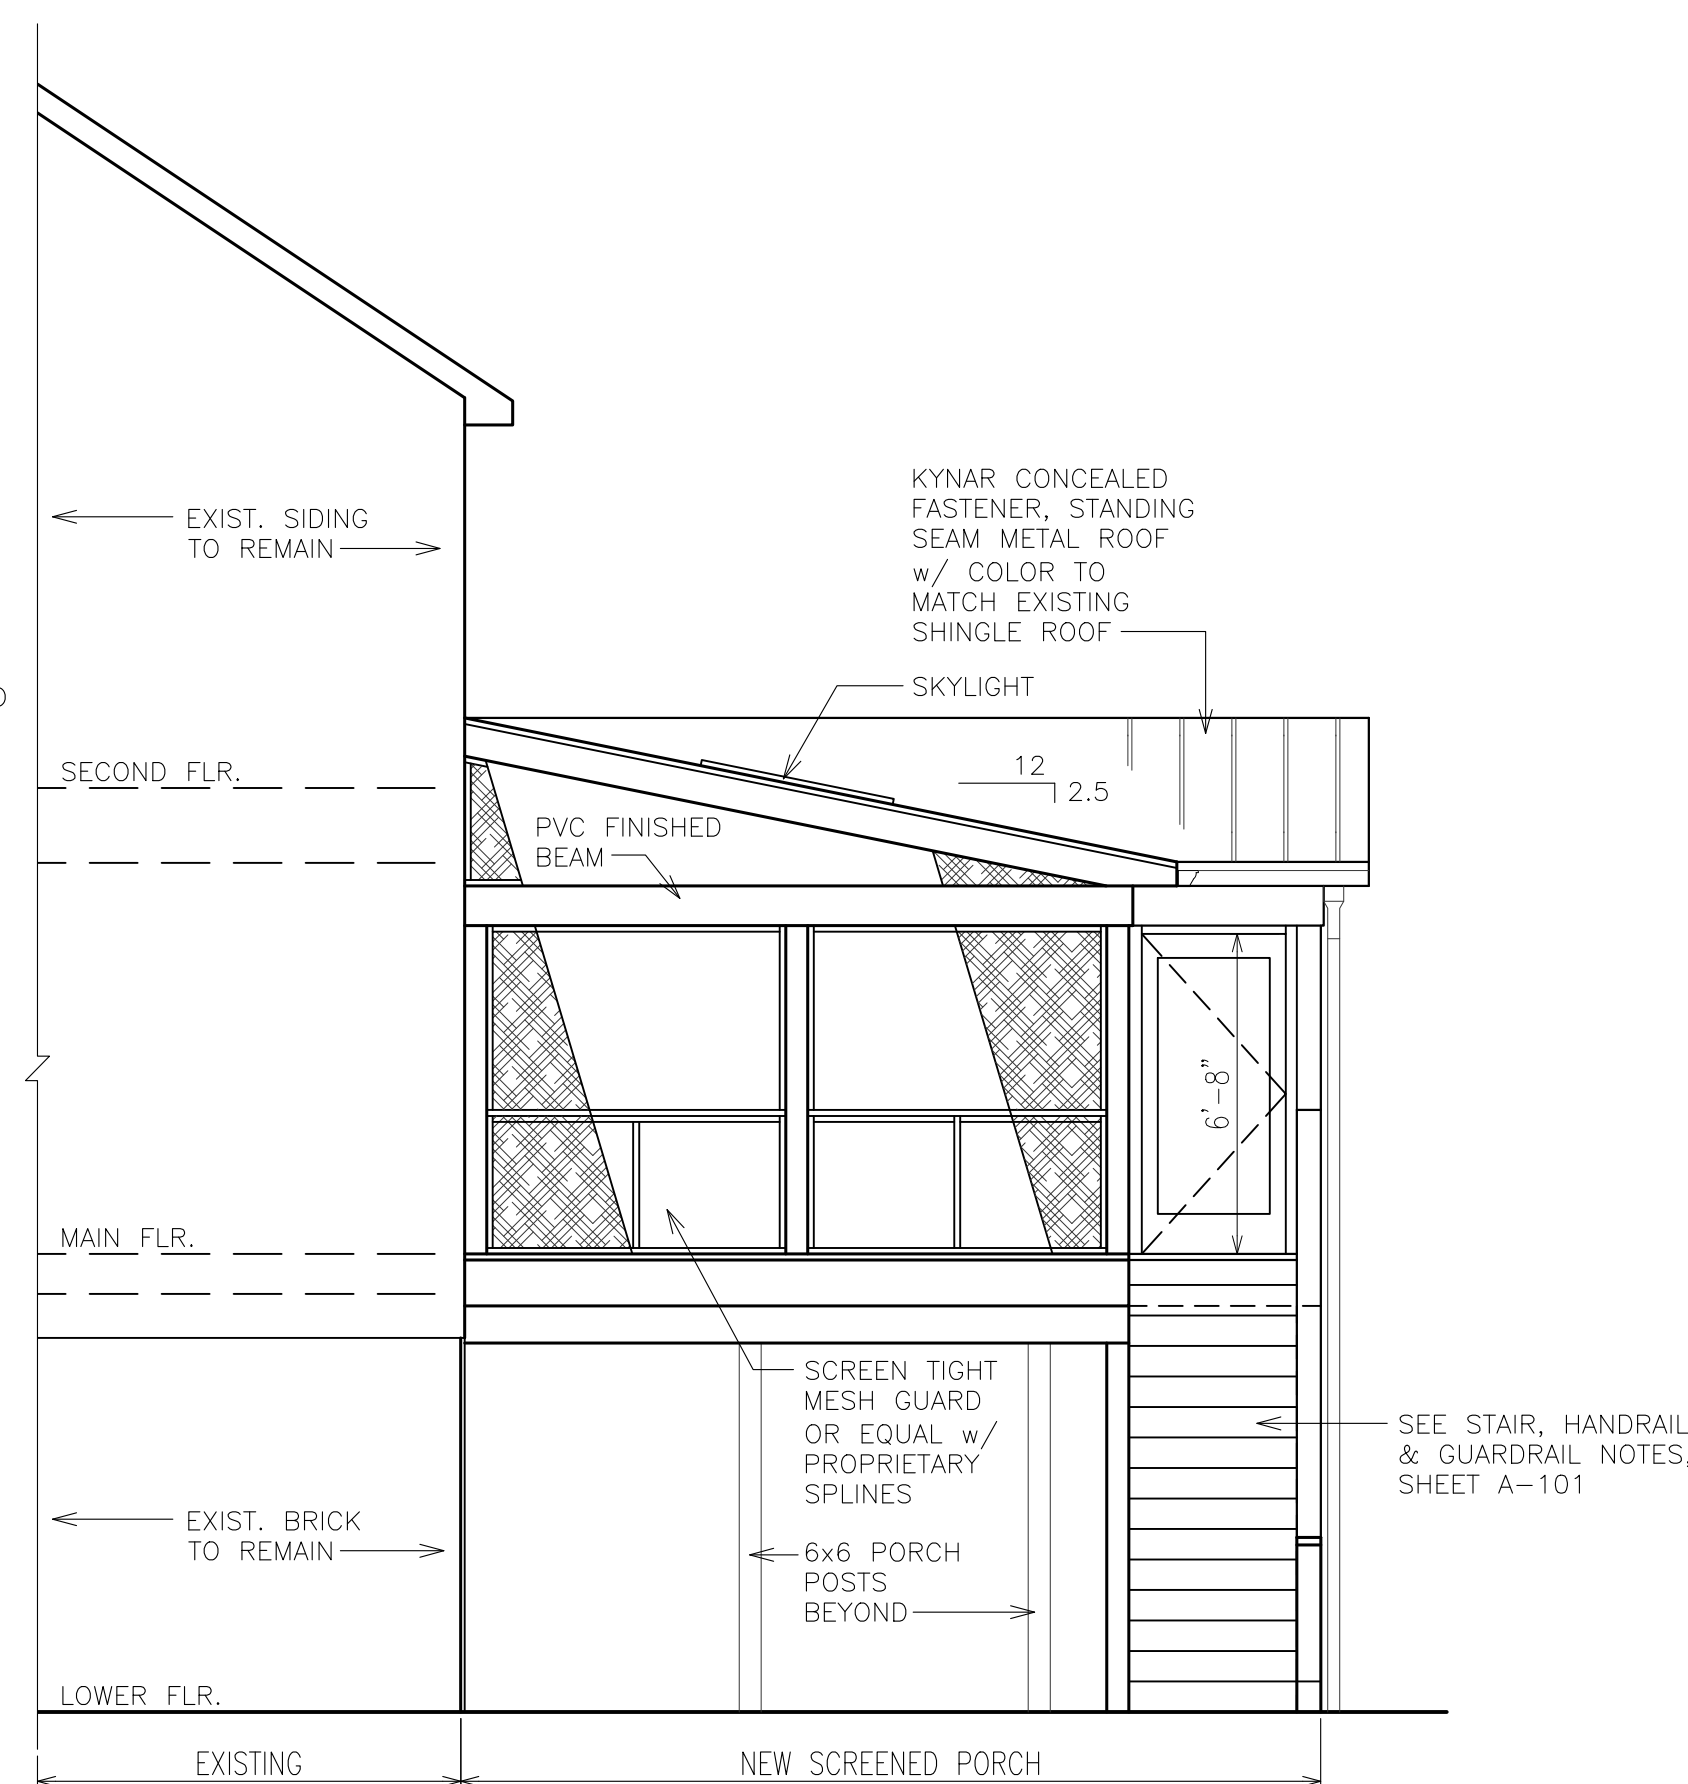 KYNAR CONCEALED
FASTENER, STANDING
SEAM METAL ROOF
w/ COLOR TO
MATCH EXISTING
SHINGLE ROOF
EXIST. SIDING
TO REMAIN
SKYLIGHT
SECOND FLR.
12
2.5
PVC FINISHED
BEAM
6'-8"
MAIN FLR.
SCREEN TIGHT
MESH GUARD
OR EQUAL w/
PROPRIETARY
SPLINES
SEE STAIR, HANDRAIL
& GUARDRAIL NOTES,
SHEET A-101
EXIST. BRICK
TO REMAIN
6x6 PORCH
POSTS
BEYOND
LOWER FLR.
EXISTING
NEW SCREENED PORCH